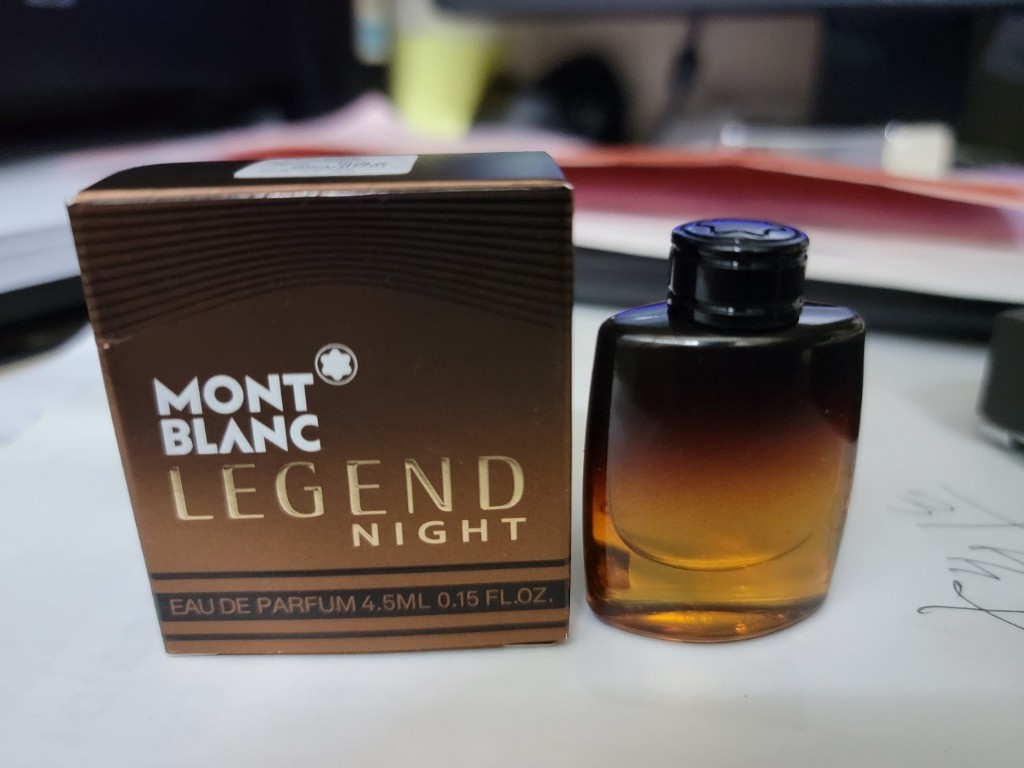 MONT
BLANC
LEGEND
NIGHT
EAU DE PARFUM 4.5ML 0.15 FL.OZ.